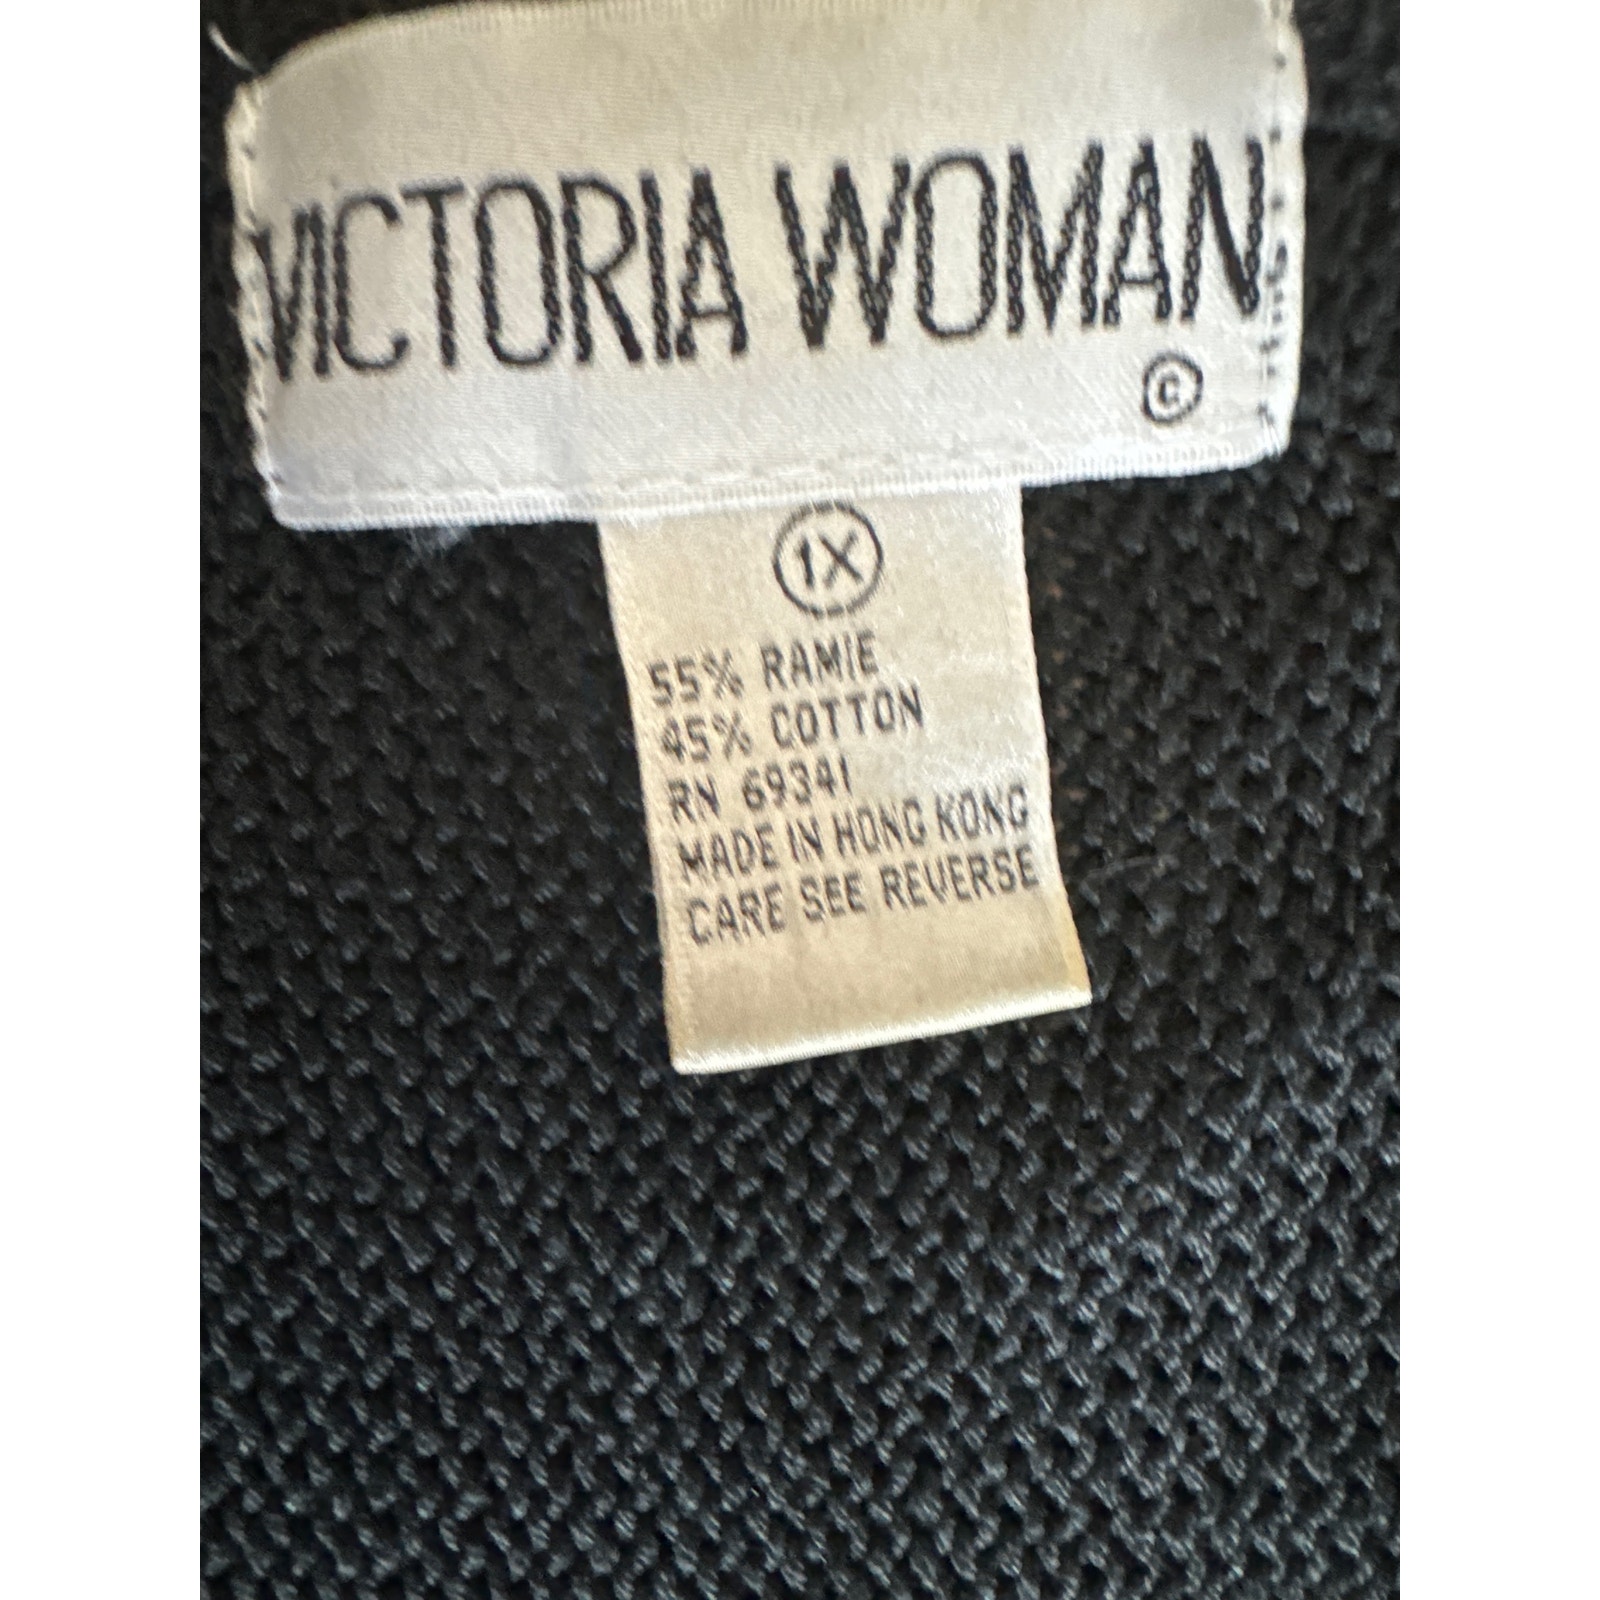 VICTORIA WOMAN
©
1X
55% RAMIE
45% COTTON
RN 69341
MADE IN HONG KONG
CARE SEE REVERSE